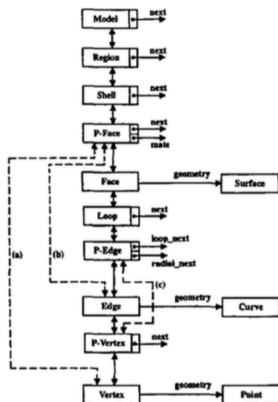 Model
next
Region
next
Shell
next
P-Face
next
mate
Face
geometry
Surface
Loop
next
(a)
(b)
P-Edge
loop_next
radial_next
(c)
Edge
geometry
Curve
P-Vertex
next
Vertex
geometry
Point